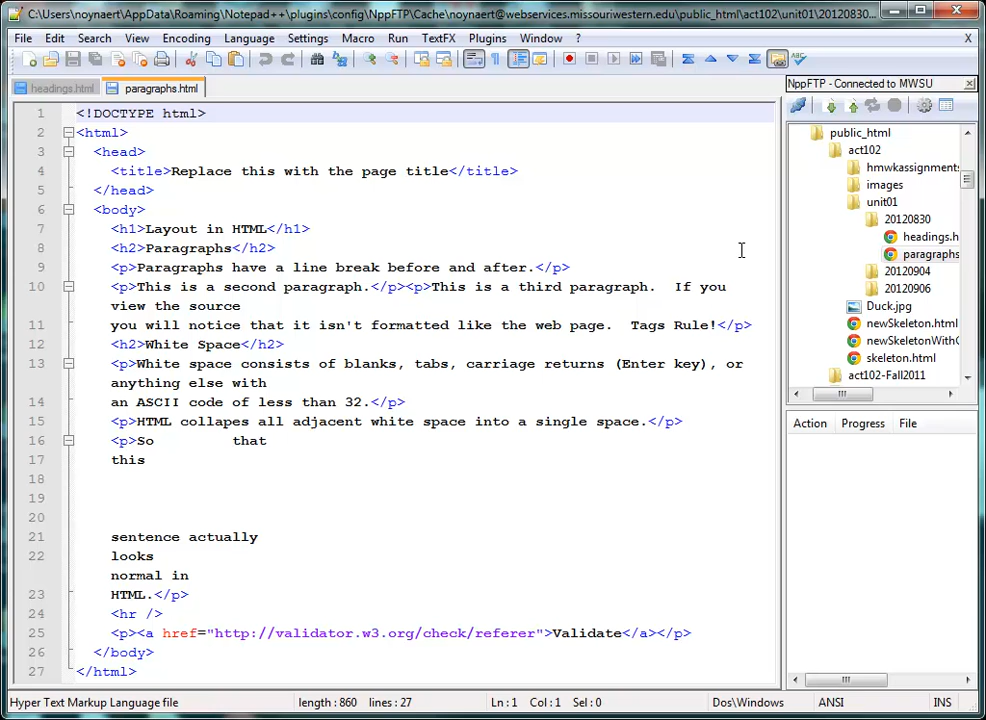 C:\Users\noynaert\AppData\Roaming\Notepad++\plugins\config\NppFTP\Cache\noynaert@webservices.missouriwestern.edu\public_html\act102\unit01\20120830...
File Edit Search View Encoding Language Settings Macro Run TextFX Plugins Window ? X
headings.html paragraphs.html
NppFTP - Connected to MWSU
1 <!DOCTYPE html>
2 <html>
3 <head>
4 <title>Replace this with the page title</title>
5 </head>
6 <body>
7 <h1>Layout in HTML</h1>
8 <h2>Paragraphs</h2>
9 <p>Paragraphs have a line break before and after.</p>
10 <p>This is a second paragraph.</p><p>This is a third paragraph.  If you
view the source
11 you will notice that it isn't formatted like the web page.  Tags Rule!</p>
12 <h2>White Space</h2>
13 <p>White space consists of blanks, tabs, carriage returns (Enter key), or
anything else with
14 an ASCII code of less than 32.</p>
15 <p>HTML collapes all adjacent white space into a single space.</p>
16 <p>So          that
17 this
18
19
20
21 sentence actually
22 looks
normal in
23 HTML.</p>
24 <hr />
25 <p><a href="http://validator.w3.org/check/referer">Validate</a></p>
26 </body>
27 </html>
public_html
act102
hmwkassignments
images
unit01
20120830
headings.h
paragraphs
20120904
20120906
Duck.jpg
newSkeleton.html
newSkeletonWithC
skeleton.html
act102-Fall2011
Action Progress File
Hyper Text Markup Language file length : 860 lines : 27 Ln : 1 Col : 1 Sel : 0 Dos\Windows ANSI INS